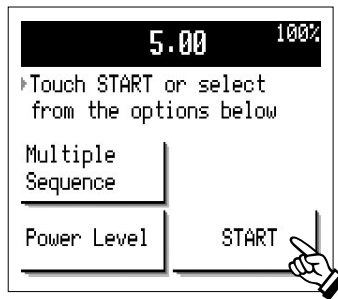 5.00 100%
Touch START or select
from the options below
Multiple
Sequence
Power Level START